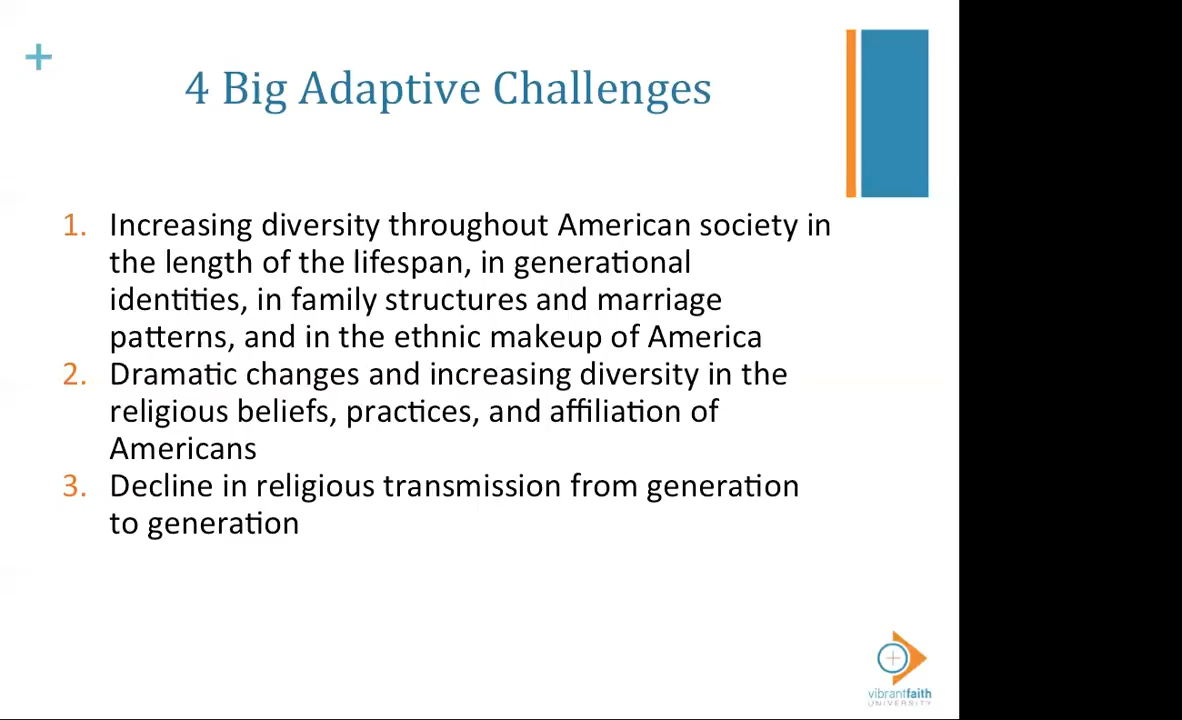 +
4 Big Adaptive Challenges
1. Increasing diversity throughout American society in
the length of the lifespan, in generational
identities, in family structures and marriage
patterns, and in the ethnic makeup of America
2. Dramatic changes and increasing diversity in the
religious beliefs, practices, and affiliation of
Americans
3. Decline in religious transmission from generation
to generation
vibrantfaith
UNIVERSITY